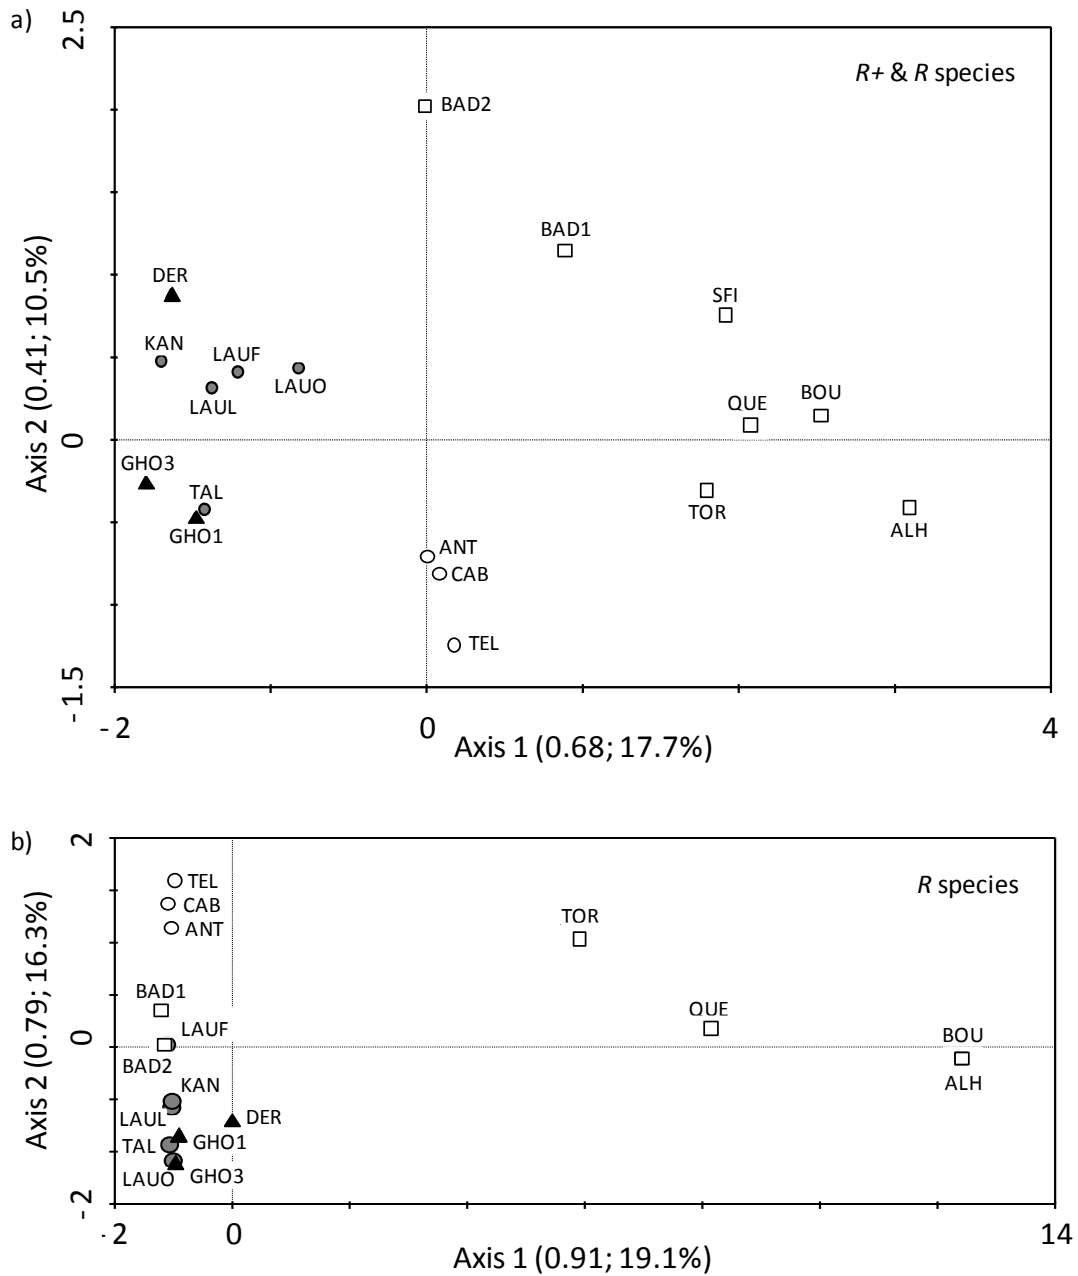 a)
2.5
R+ & R species
BAD2
BAD1
DER
SFI
KAN
LAUF
LAUO
LAUL
BOU
QUE
Axis 2 (0.41; 10.5%)
0
GHO3
TAL
GHO1
TOR
ALH
ANT
CAB
TEL
- 1.5
- 2
0
4
Axis 1 (0.68; 17.7%)
b)
2
TEL
CAB
ANT
R species
TOR
BAD1
QUE
LAUF
BOU
BAD2
ALH
KAN
LAUL
DER
TAL
GHO1
LAUO
GHO3
Axis 2 (0.79; 16.3%)
0
- 2
- 2
0
14
Axis 1 (0.91; 19.1%)